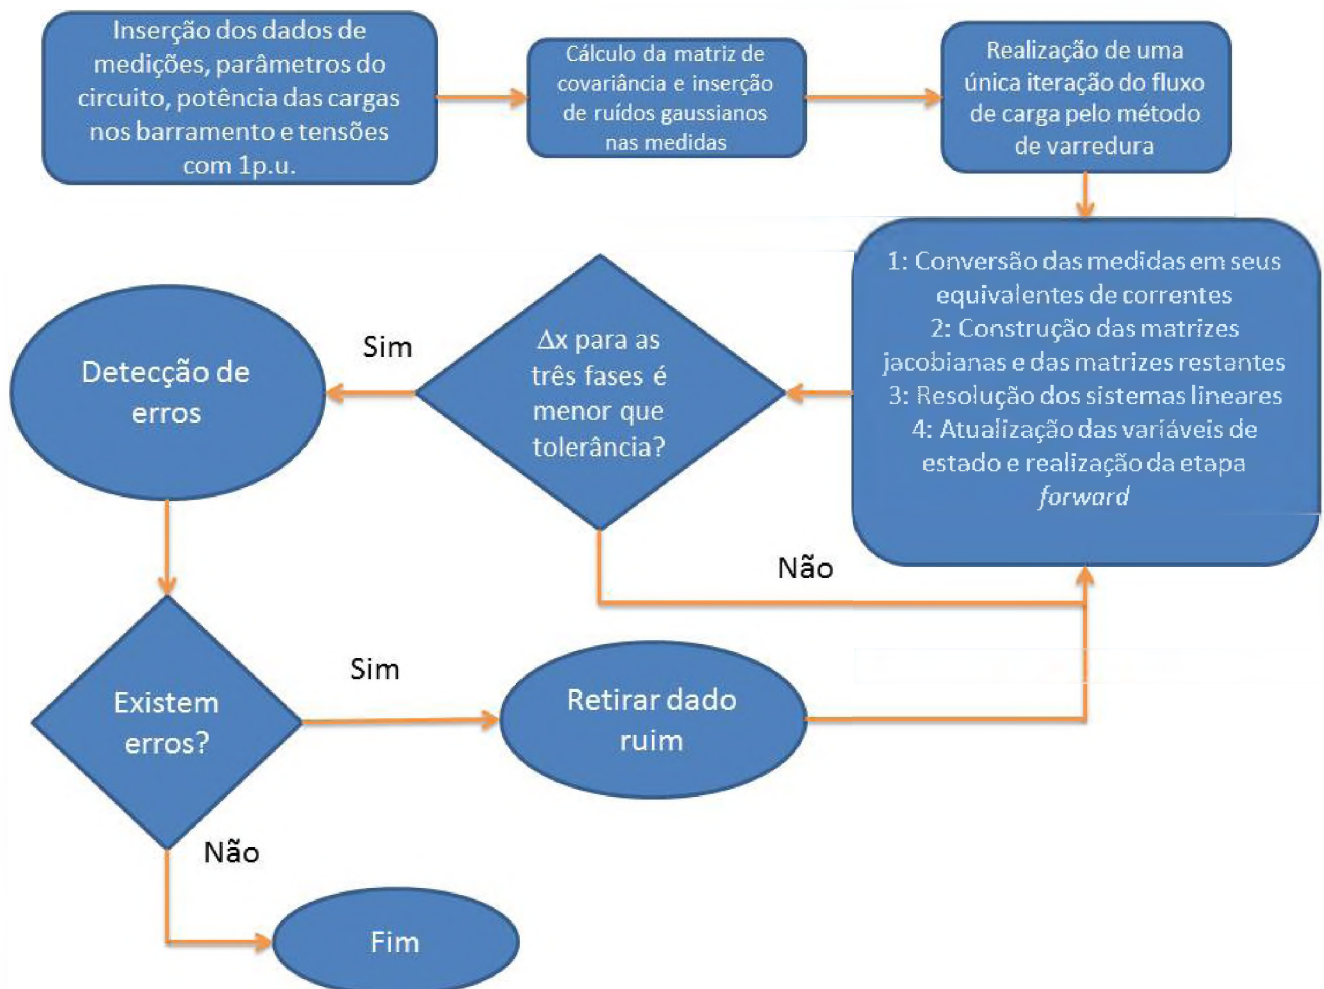 Inserção dos dados de
medições, parâmetros do
circuito, potência das cargas
nos barramento e tensões
com 1p.u.
Cálculo da matriz de
covariância e inserção
de ruídos gaussianos
nas medidas
Realização de uma
única iteração do fluxo
de carga pelo método
de varredura
1: Conversão das medidas em seus
equivalentes de correntes
2: Construção das matrizes
jacobianas e das matrizes restantes
3: Resolução dos sistemas lineares
4: Atualização das variáveis de
estado e realização da etapa
forward
Δx para as
três fases é
menor que
tolerância?
Sim
Detecção de
erros
Não
Existem
erros?
Sim
Retirar dado
ruim
Não
Fim